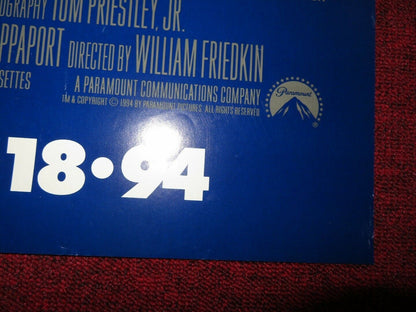 OGRAPHY TOM PRIESTLEY, JR.
PPAPORT DIRECTED BY WILLIAM FRIEDKIN
SETTES
A PARAMOUNT COMMUNICATIONS COMPANY
TM & COPYRIGHT © 1994 BY PARAMOUNT PICTURES. ALL RIGHTS RESERVED
Paramount
18•94